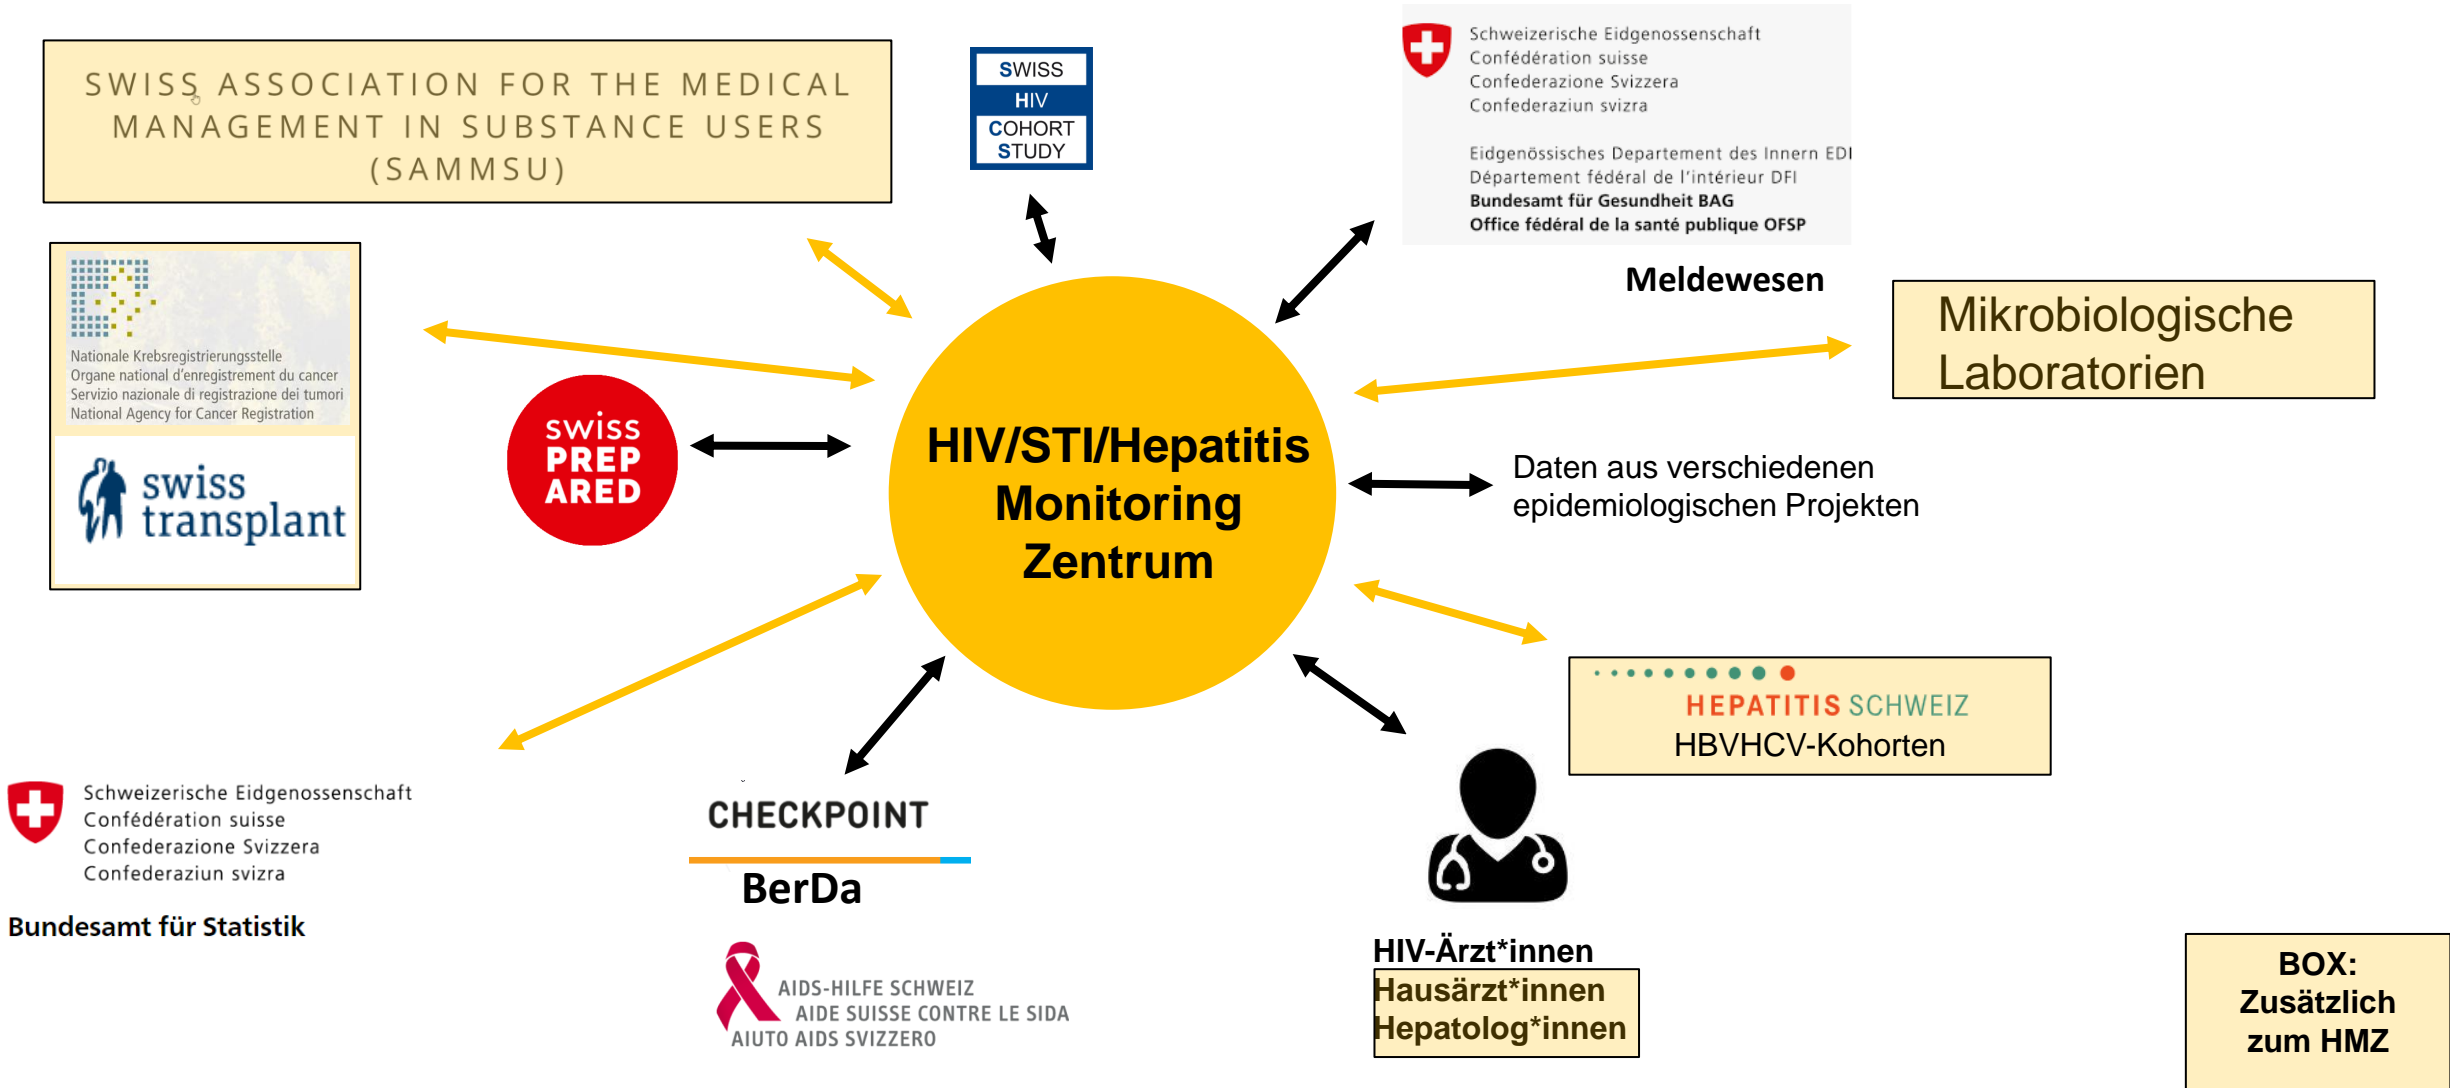 SWISS ASSOCIATION FOR THE MEDICAL
MANAGEMENT IN SUBSTANCE USERS
(SAMMSU)
SWISS
HIV
COHORT
STUDY
Schweizerische Eidgenossenschaft
Confédération suisse
Confederazione Svizzera
Confederaziun svizra
Eidgenössisches Departement des Innern EDI
Département fédéral de l'intérieur DFI
Bundesamt für Gesundheit BAG
Office fédéral de la santé publique OFSP
Meldewesen
Mikrobiologische
Laboratorien
Nationale Krebsregistrierungsstelle
Organe national d'enregistrement du cancer
Servizio nazionale di registrazione dei tumori
National Agency for Cancer Registration
swiss
transplant
swiss
PREP
ARED
HIV/STI/Hepatitis
Monitoring
Zentrum
Daten aus verschiedenen
epidemiologischen Projekten
HEPATITIS SCHWEIZ
HBVHCV-Kohorten
Schweizerische Eidgenossenschaft
Confédération suisse
Confederazione Svizzera
Confederaziun svizra
Bundesamt für Statistik
CHECKPOINT
BerDa
AIDS-HILFE SCHWEIZ
AIDE SUISSE CONTRE LE SIDA
AIUTO AIDS SVIZZERO
HIV-Ärzt*innen
Hausärzt*innen
Hepatolog*innen
BOX:
Zusätzlich
zum HMZ